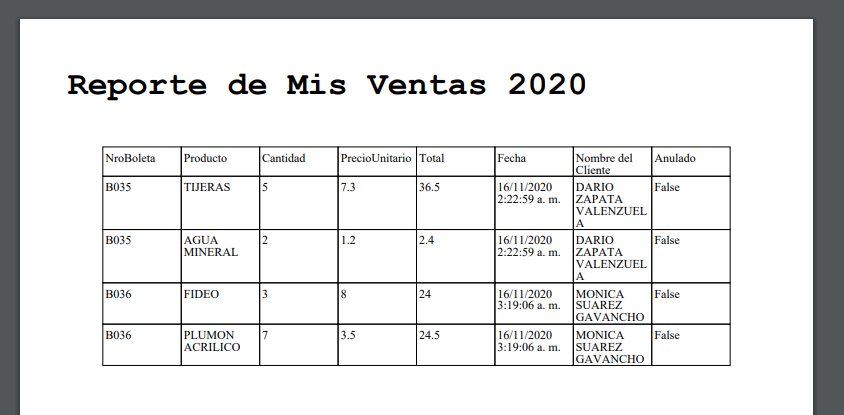 Reporte de Mis Ventas 2020
NroBoleta Producto Cantidad PrecioUnitario Total Fecha Nombre del Cliente Anulado
B035 TIJERAS 5 7.3 36.5 16/11/2020 2:22:59 a. m. DARIO ZAPATA VALENZUELA False
B035 AGUA MINERAL 2 1.2 2.4 16/11/2020 2:22:59 a. m. DARIO ZAPATA VALENZUELA False
B036 FIDEO 3 8 24 16/11/2020 3:19:06 a. m. MONICA SUAREZ GAVANCHO False
B036 PLUMON ACRILICO 7 3.5 24.5 16/11/2020 3:19:06 a. m. MONICA SUAREZ GAVANCHO False